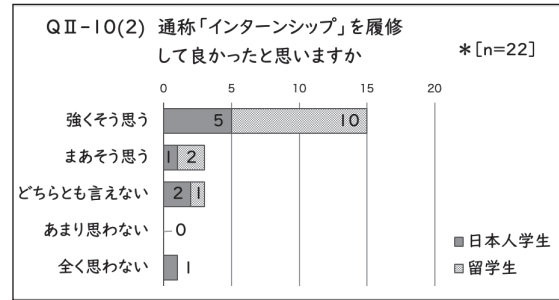 QⅡ-10(2) 通称「インターンシップ」を履修
して良かったと思いますか
*[n=22]
0 5 10 15 20
強くそう思う 5 10
まあそう思う 1 2
どちらとも言えない 2 1
あまり思わない 0
全く思わない 1
日本人学生
留学生